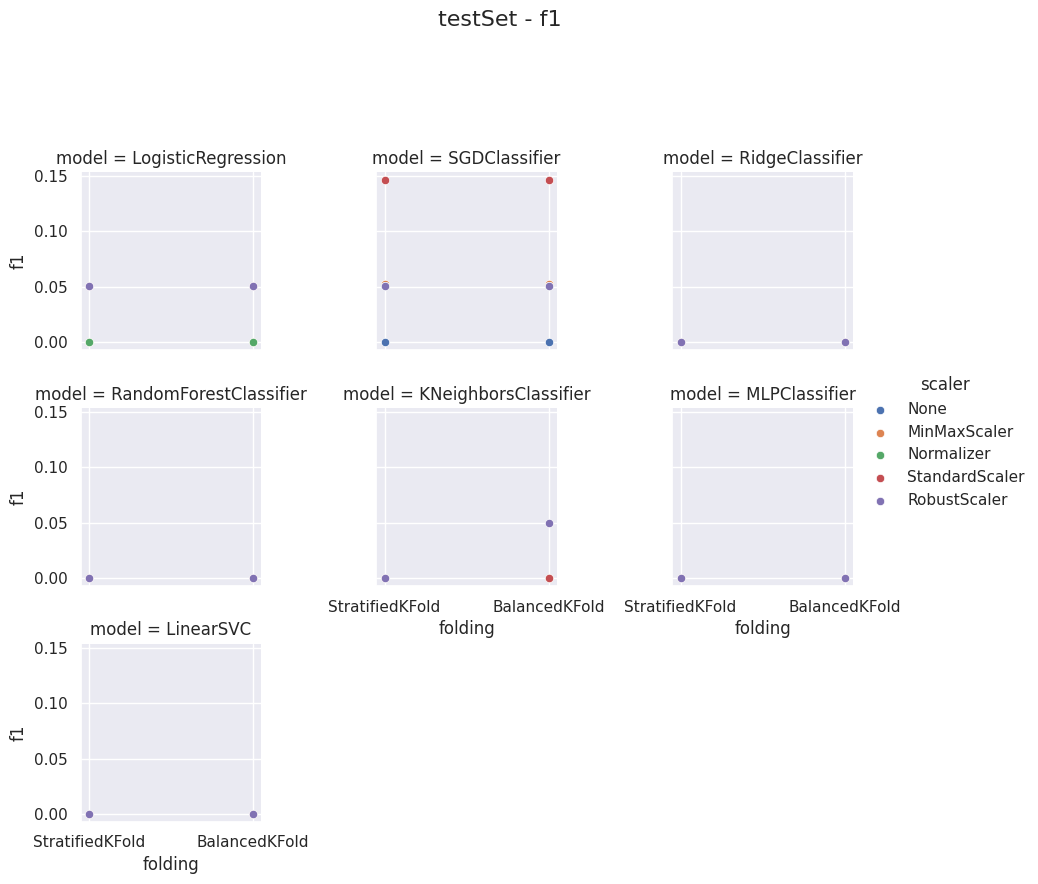 testSet - f1
model = LogisticRegression
model = SGDClassifier
model = RidgeClassifier
0.15
0.10
0.05
0.00
f1
model = RandomForestClassifier
model = KNeighborsClassifier
model = MLPClassifier
0.15
0.10
0.05
0.00
f1
StratifiedKFold
BalancedKFold
folding
StratifiedKFold
BalancedKFold
folding
scaler
None
MinMaxScaler
Normalizer
StandardScaler
RobustScaler
model = LinearSVC
0.15
0.10
0.05
0.00
f1
StratifiedKFold
BalancedKFold
folding